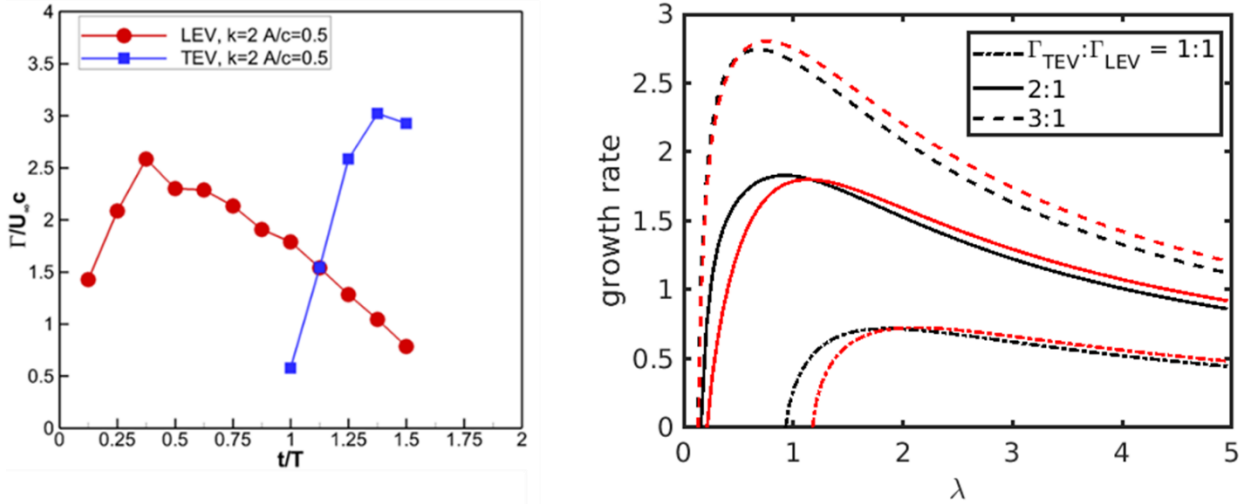 4
3.5
3
2.5
2
1.5
1
0.5
0
Γ/U∞c
LEV, k=2 A/c=0.5
TEV, k=2 A/c=0.5
0 0.25 0.5 0.75 1 1.25 1.5 1.75 2
t/T
3
2.5
2
1.5
1
0.5
0
growth rate
Γ_TEV:Γ_LEV = 1:1
2:1
3:1
0 1 2 3 4 5
λ